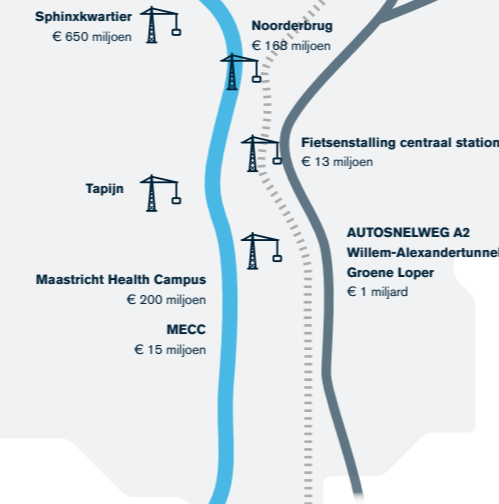 Sphinxkwartier
€ 650 miljoen
Noorderbrug
€ 168 miljoen
Fietsenstalling centraal station
€ 13 miljoen
Tapijn
AUTOSNELWEG A2
Willem-Alexandertunnel
Groene Loper
€ 1 miljard
Maastricht Health Campus
€ 200 miljoen
MECC
€ 15 miljoen